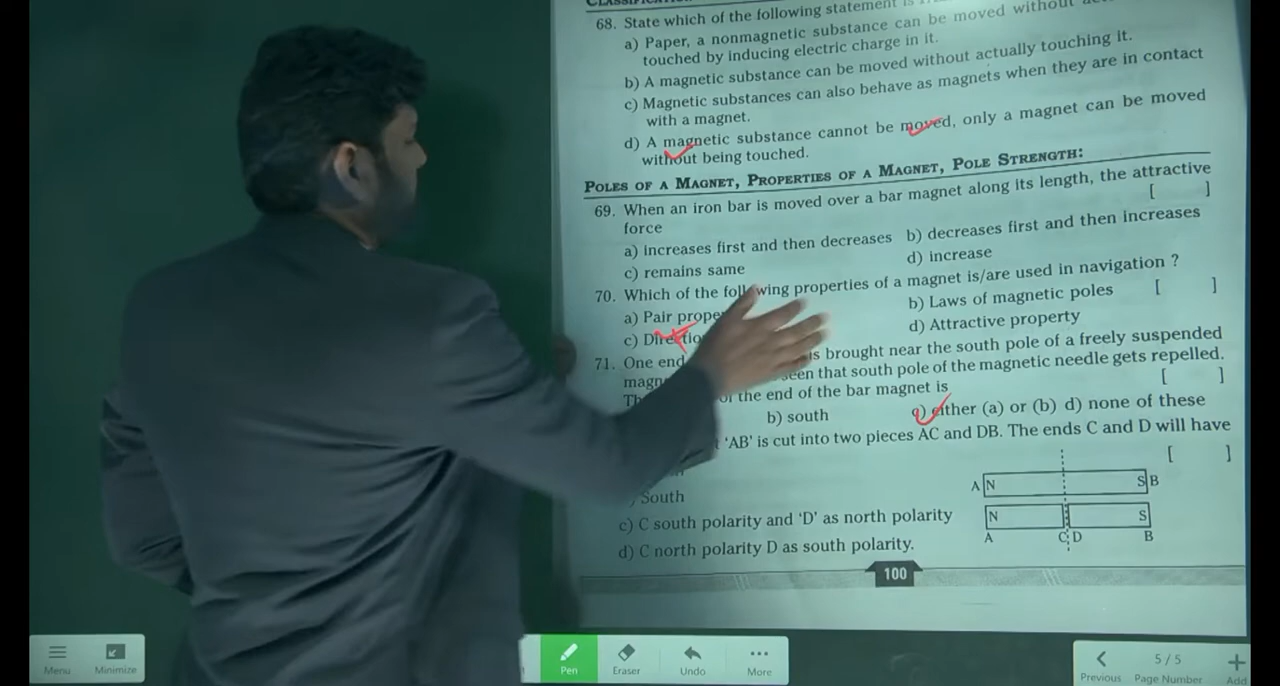 68. State which of the following statement is
a) Paper, a nonmagnetic substance can be moved without
touched by inducing electric charge in it.
b) A magnetic substance can be moved without actually touching it.
c) Magnetic substances can also behave as magnets when they are in contact
with a magnet.
d) A magnetic substance cannot be moved, only a magnet can be moved
without being touched.
POLES OF A MAGNET, PROPERTIES OF A MAGNET, POLE STRENGTH:
69. When an iron bar is moved over a bar magnet along its length, the attractive
force [ ]
a) increases first and then decreases b) decreases first and then increases
c) remains same d) increase
70. Which of the following properties of a magnet is/are used in navigation ?
a) Pair prope b) Laws of magnetic poles [ ]
c) Directio d) Attractive property
71. One end is brought near the south pole of a freely suspended
magn seen that south pole of the magnetic needle gets repelled.
Th of the end of the bar magnet is [ ]
b) south c) either (a) or (b) d) none of these
'AB' is cut into two pieces AC and DB. The ends C and D will have
[ ]
South
c) C south polarity and 'D' as north polarity
d) C north polarity D as south polarity.
A N S B
N S
A C D B
100
Menu Minimize Pen Eraser Undo More Previous 5 / 5 Page Number Add